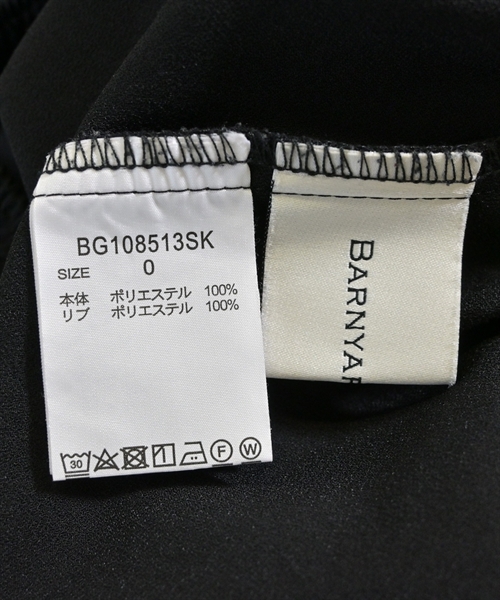 BG108513SK
SIZE 0
本体 ポリエステル 100%
リブ ポリエステル 100%
30 F W
BARNYAR